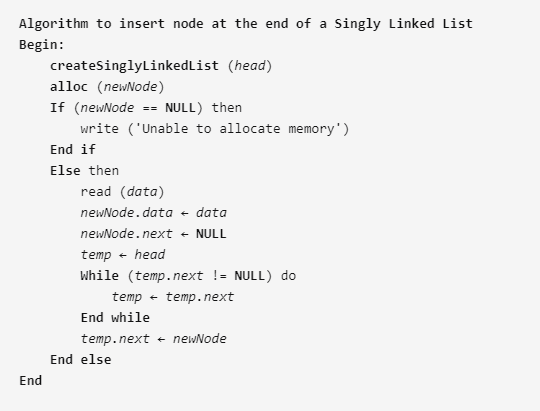 Algorithm to insert node at the end of a Singly Linked List
Begin:
createSinglyLinkedList (head)
alloc (newNode)
If (newNode == NULL) then
write ('Unable to allocate memory')
End if
Else then
read (data)
newNode.data ← data
newNode.next ← NULL
temp ← head
While (temp.next != NULL) do
temp ← temp.next
End while
temp.next ← newNode
End else
End